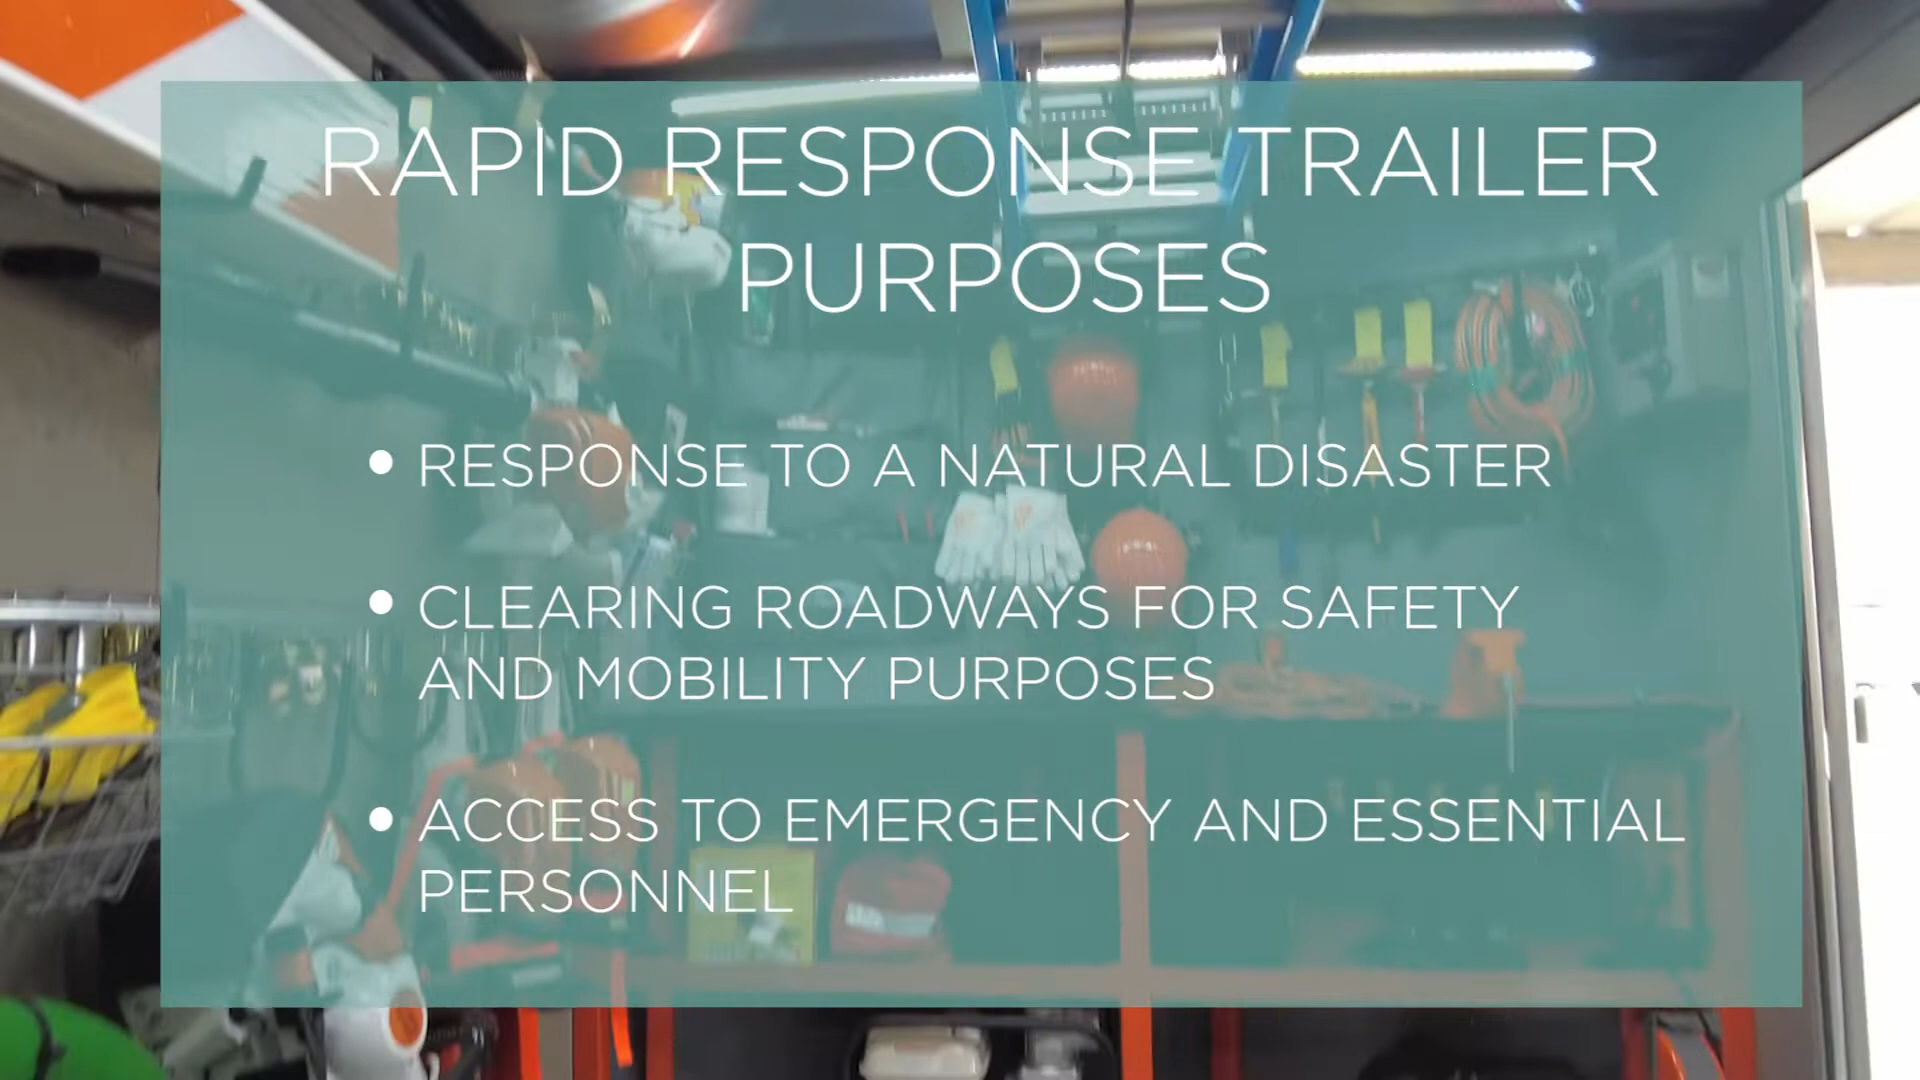 RAPID RESPONSE TRAILER
PURPOSES
• RESPONSE TO A NATURAL DISASTER
• CLEARING ROADWAYS FOR SAFETY
AND MOBILITY PURPOSES
• ACCESS TO EMERGENCY AND ESSENTIAL
PERSONNEL